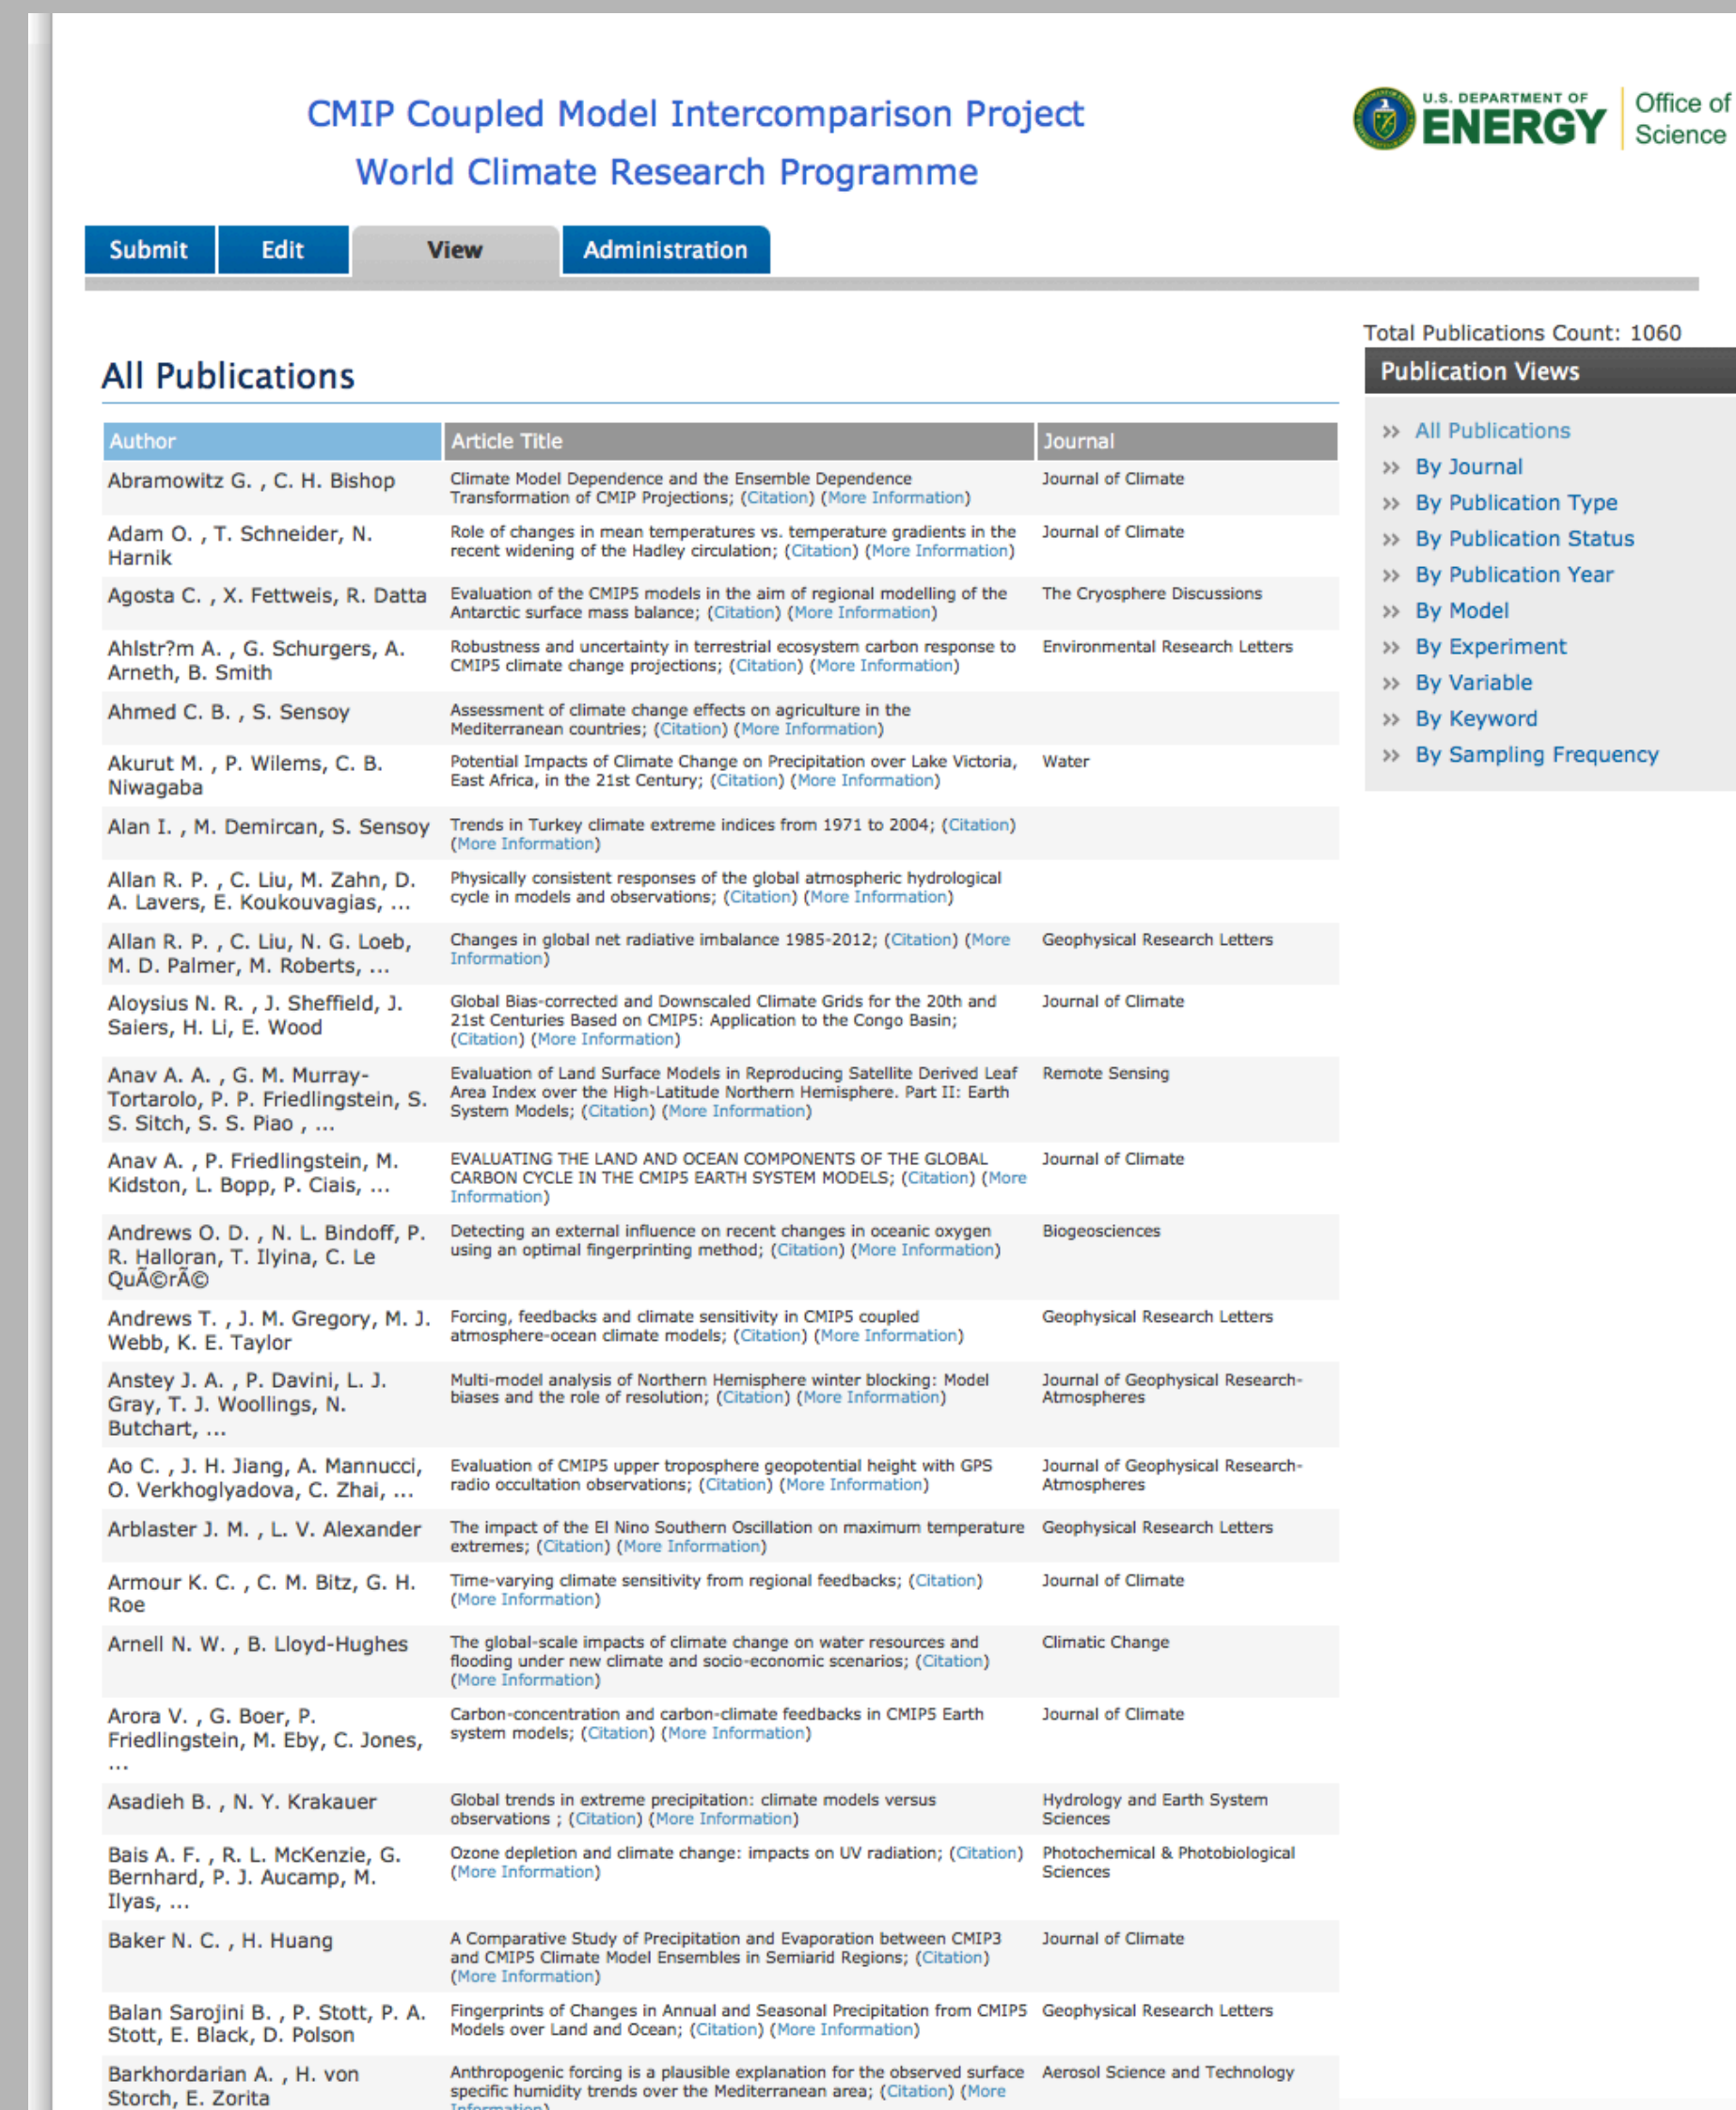 CMIP Coupled Model Intercomparison Project
World Climate Research Programme
U.S. DEPARTMENT OF
ENERGY
Office of
Science
Submit Edit View Administration
Total Publications Count: 1060
All Publications
Publication Views
>> All Publications
>> By Journal
>> By Publication Type
>> By Publication Status
>> By Publication Year
>> By Model
>> By Experiment
>> By Variable
>> By Keyword
>> By Sampling Frequency
Author Article Title Journal
Abramowitz G. , C. H. Bishop
Climate Model Dependence and the Ensemble Dependence
Transformation of CMIP Projections; (Citation) (More Information)
Journal of Climate
Adam O. , T. Schneider, N.
Harnik
Role of changes in mean temperatures vs. temperature gradients in the
recent widening of the Hadley circulation; (Citation) (More Information)
Journal of Climate
Agosta C. , X. Fettweis, R. Datta
Evaluation of the CMIP5 models in the aim of regional modelling of the
Antarctic surface mass balance; (Citation) (More Information)
The Cryosphere Discussions
Ahlstr?m A. , G. Schurgers, A.
Arneth, B. Smith
Robustness and uncertainty in terrestrial ecosystem carbon response to
CMIP5 climate change projections; (Citation) (More Information)
Environmental Research Letters
Ahmed C. B. , S. Sensoy
Assessment of climate change effects on agriculture in the
Mediterranean countries; (Citation) (More Information)
Akurut M. , P. Wilems, C. B.
Niwagaba
Potential Impacts of Climate Change on Precipitation over Lake Victoria,
East Africa, in the 21st Century; (Citation) (More Information)
Water
Alan I. , M. Demircan, S. Sensoy
Trends in Turkey climate extreme indices from 1971 to 2004; (Citation)
(More Information)
Allan R. P. , C. Liu, M. Zahn, D.
A. Lavers, E. Koukouvagias, ...
Physically consistent responses of the global atmospheric hydrological
cycle in models and observations; (Citation) (More Information)
Allan R. P. , C. Liu, N. G. Loeb,
M. D. Palmer, M. Roberts, ...
Changes in global net radiative imbalance 1985-2012; (Citation) (More
Information)
Geophysical Research Letters
Aloysius N. R. , J. Sheffield, J.
Saiers, H. Li, E. Wood
Global Bias-corrected and Downscaled Climate Grids for the 20th and
21st Centuries Based on CMIP5: Application to the Congo Basin;
(Citation) (More Information)
Journal of Climate
Anav A. A. , G. M. Murray-
Tortarolo, P. P. Friedlingstein, S.
S. Sitch, S. S. Piao , ...
Evaluation of Land Surface Models in Reproducing Satellite Derived Leaf
Area Index over the High-Latitude Northern Hemisphere. Part II: Earth
System Models; (Citation) (More Information)
Remote Sensing
Anav A. , P. Friedlingstein, M.
Kidston, L. Bopp, P. Ciais, ...
EVALUATING THE LAND AND OCEAN COMPONENTS OF THE GLOBAL
CARBON CYCLE IN THE CMIP5 EARTH SYSTEM MODELS; (Citation) (More
Information)
Journal of Climate
Andrews O. D. , N. L. Bindoff, P.
R. Halloran, T. Ilyina, C. Le
QuÃ©rÃ©
Detecting an external influence on recent changes in oceanic oxygen
using an optimal fingerprinting method; (Citation) (More Information)
Biogeosciences
Andrews T. , J. M. Gregory, M. J.
Webb, K. E. Taylor
Forcing, feedbacks and climate sensitivity in CMIP5 coupled
atmosphere-ocean climate models; (Citation) (More Information)
Geophysical Research Letters
Anstey J. A. , P. Davini, L. J.
Gray, T. J. Woollings, N.
Butchart, ...
Multi-model analysis of Northern Hemisphere winter blocking: Model
biases and the role of resolution; (Citation) (More Information)
Journal of Geophysical Research-
Atmospheres
Ao C. , J. H. Jiang, A. Mannucci,
O. Verkhoglyadova, C. Zhai, ...
Evaluation of CMIP5 upper troposphere geopotential height with GPS
radio occultation observations; (Citation) (More Information)
Journal of Geophysical Research-
Atmospheres
Arblaster J. M. , L. V. Alexander
The impact of the El Nino Southern Oscillation on maximum temperature
extremes; (Citation) (More Information)
Geophysical Research Letters
Armour K. C. , C. M. Bitz, G. H.
Roe
Time-varying climate sensitivity from regional feedbacks; (Citation)
(More Information)
Journal of Climate
Arnell N. W. , B. Lloyd-Hughes
The global-scale impacts of climate change on water resources and
flooding under new climate and socio-economic scenarios; (Citation)
(More Information)
Climatic Change
Arora V. , G. Boer, P.
Friedlingstein, M. Eby, C. Jones,
...
Carbon-concentration and carbon-climate feedbacks in CMIP5 Earth
system models; (Citation) (More Information)
Journal of Climate
Asadieh B. , N. Y. Krakauer
Global trends in extreme precipitation: climate models versus
observations ; (Citation) (More Information)
Hydrology and Earth System
Sciences
Bais A. F. , R. L. McKenzie, G.
Bernhard, P. J. Aucamp, M.
Ilyas, ...
Ozone depletion and climate change: impacts on UV radiation; (Citation)
(More Information)
Photochemical & Photobiological
Sciences
Baker N. C. , H. Huang
A Comparative Study of Precipitation and Evaporation between CMIP3
and CMIP5 Climate Model Ensembles in Semiarid Regions; (Citation)
(More Information)
Journal of Climate
Balan Sarojini B. , P. Stott, P. A.
Stott, E. Black, D. Polson
Fingerprints of Changes in Annual and Seasonal Precipitation from CMIP5
Models over Land and Ocean; (Citation) (More Information)
Geophysical Research Letters
Barkhordarian A. , H. von
Storch, E. Zorita
Anthropogenic forcing is a plausible explanation for the observed surface
specific humidity trends over the Mediterranean area; (Citation) (More
Information)
Aerosol Science and Technology